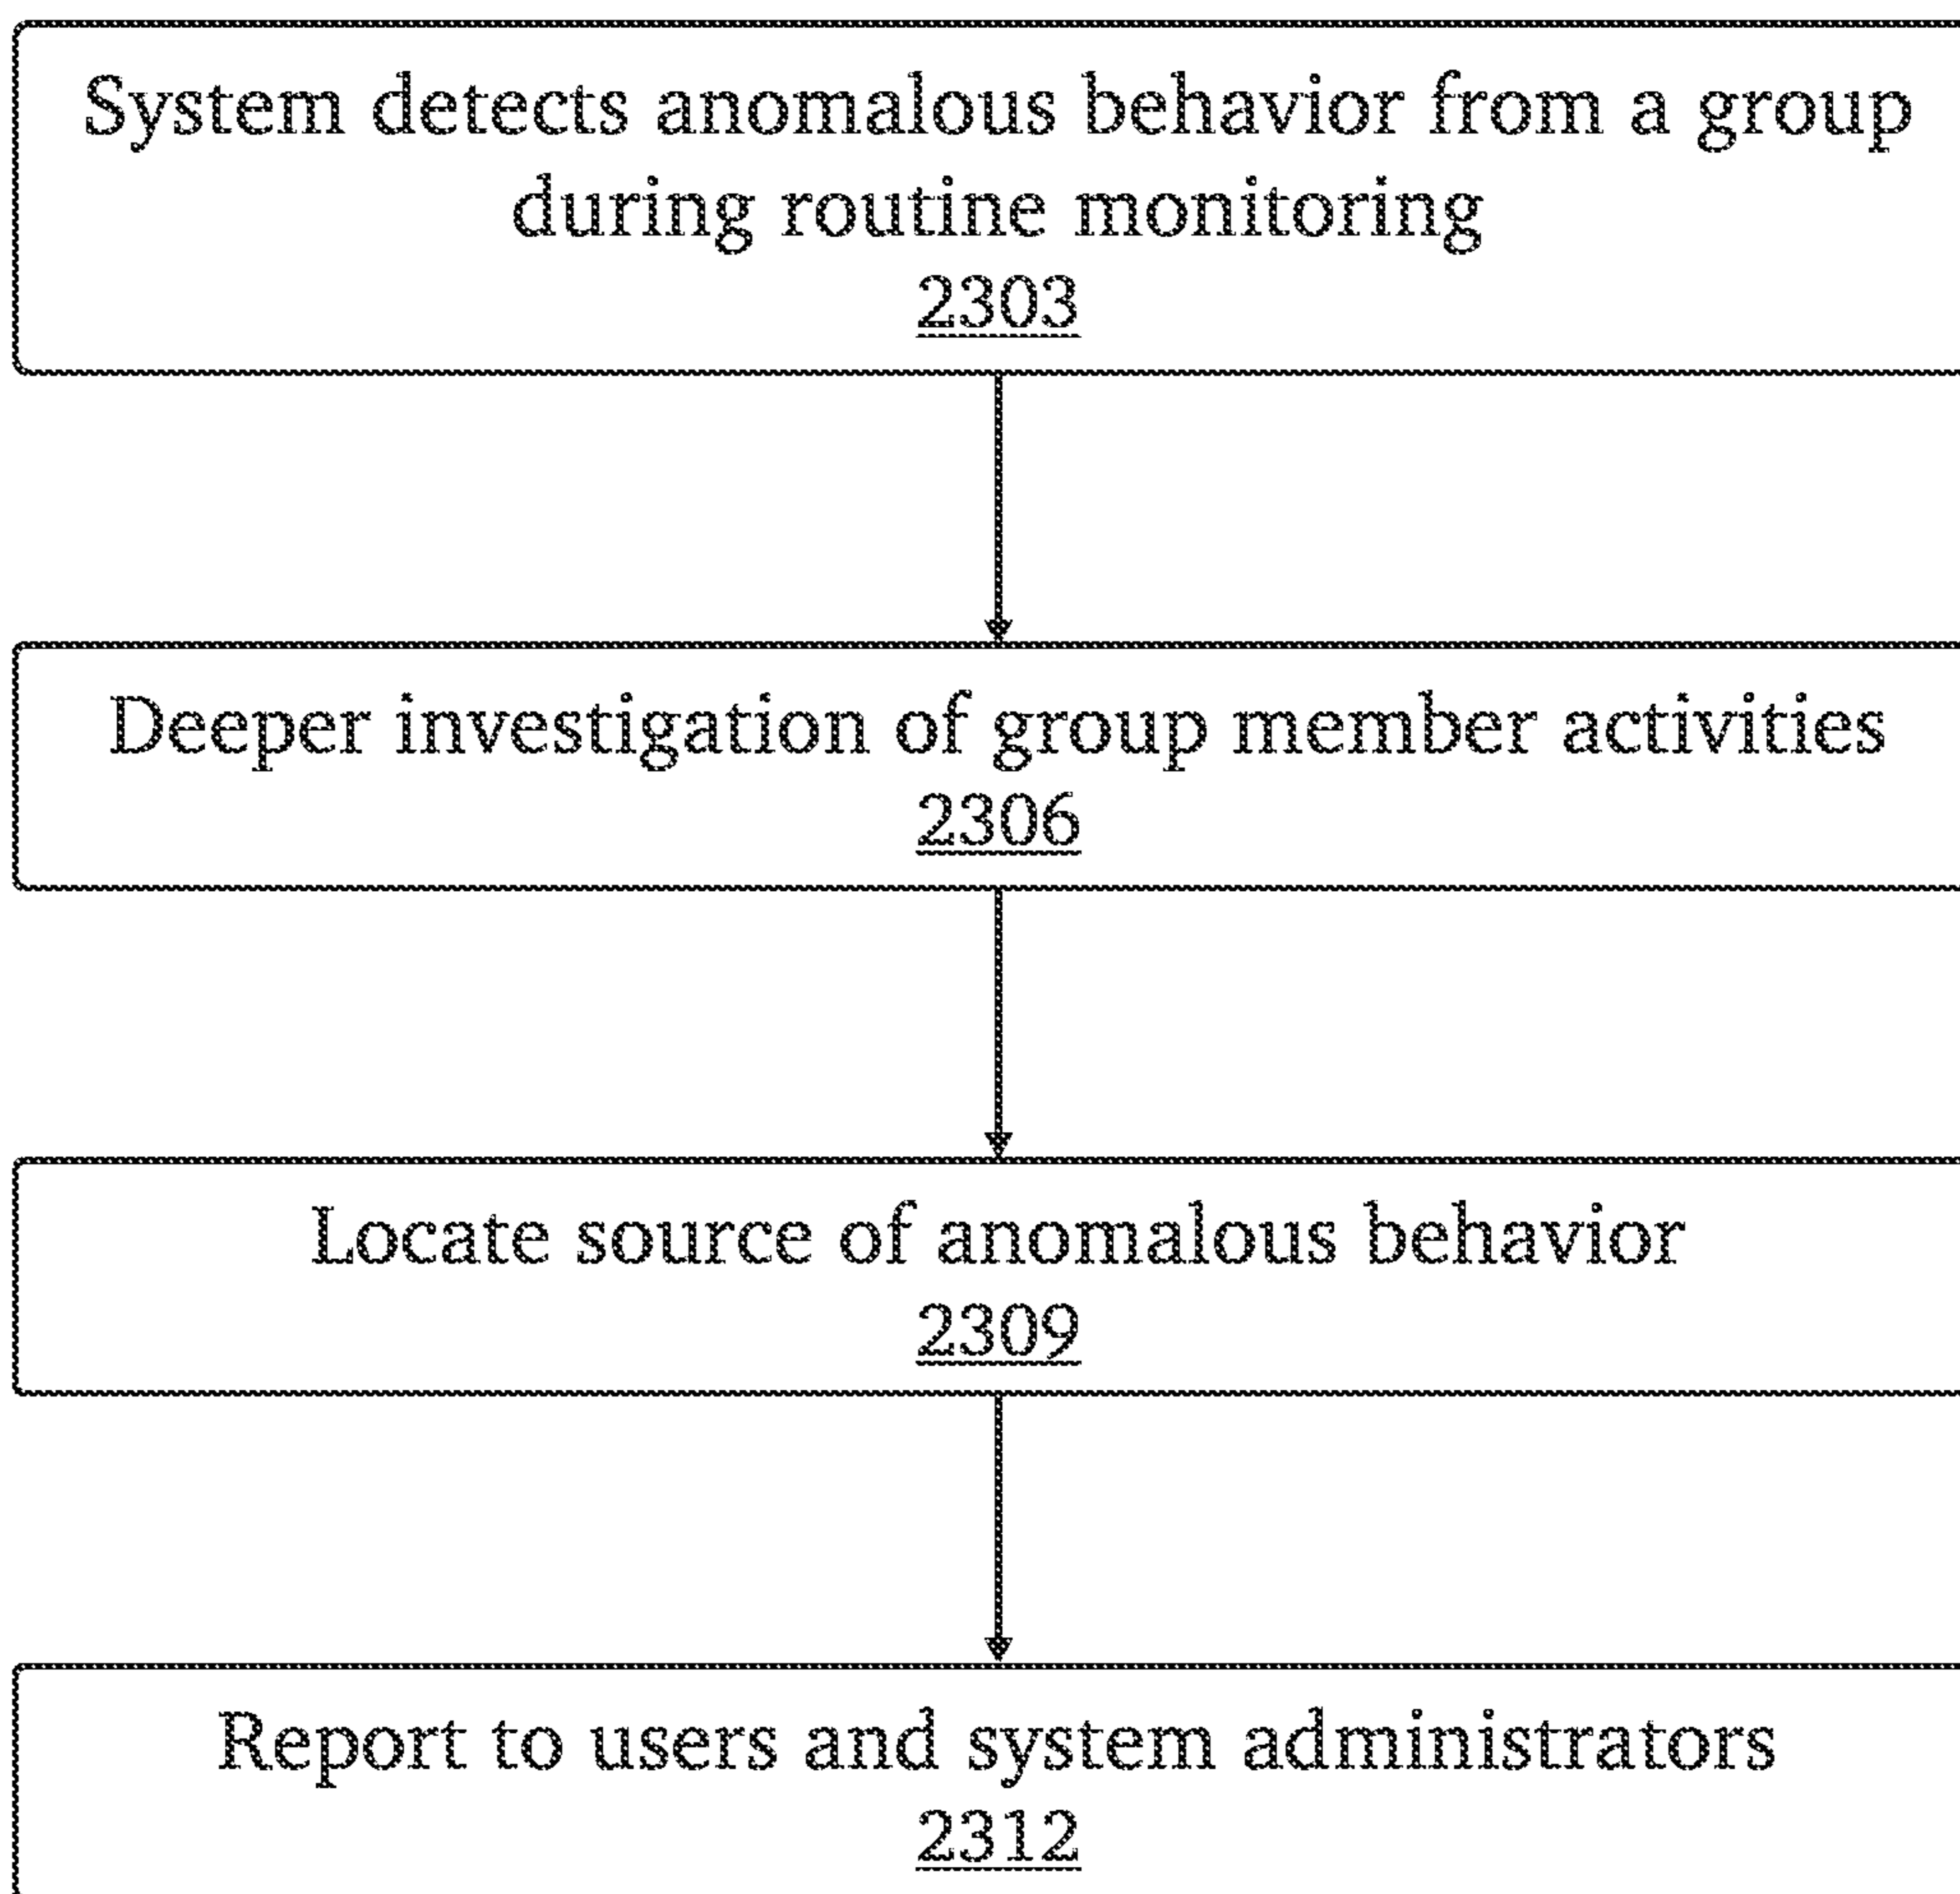 System detects anomalous behavior from a group
during routine monitoring
2303
Deeper investigation of group member activities
2306
Locate source of anomalous behavior
2309
Report to users and system administrators
2312